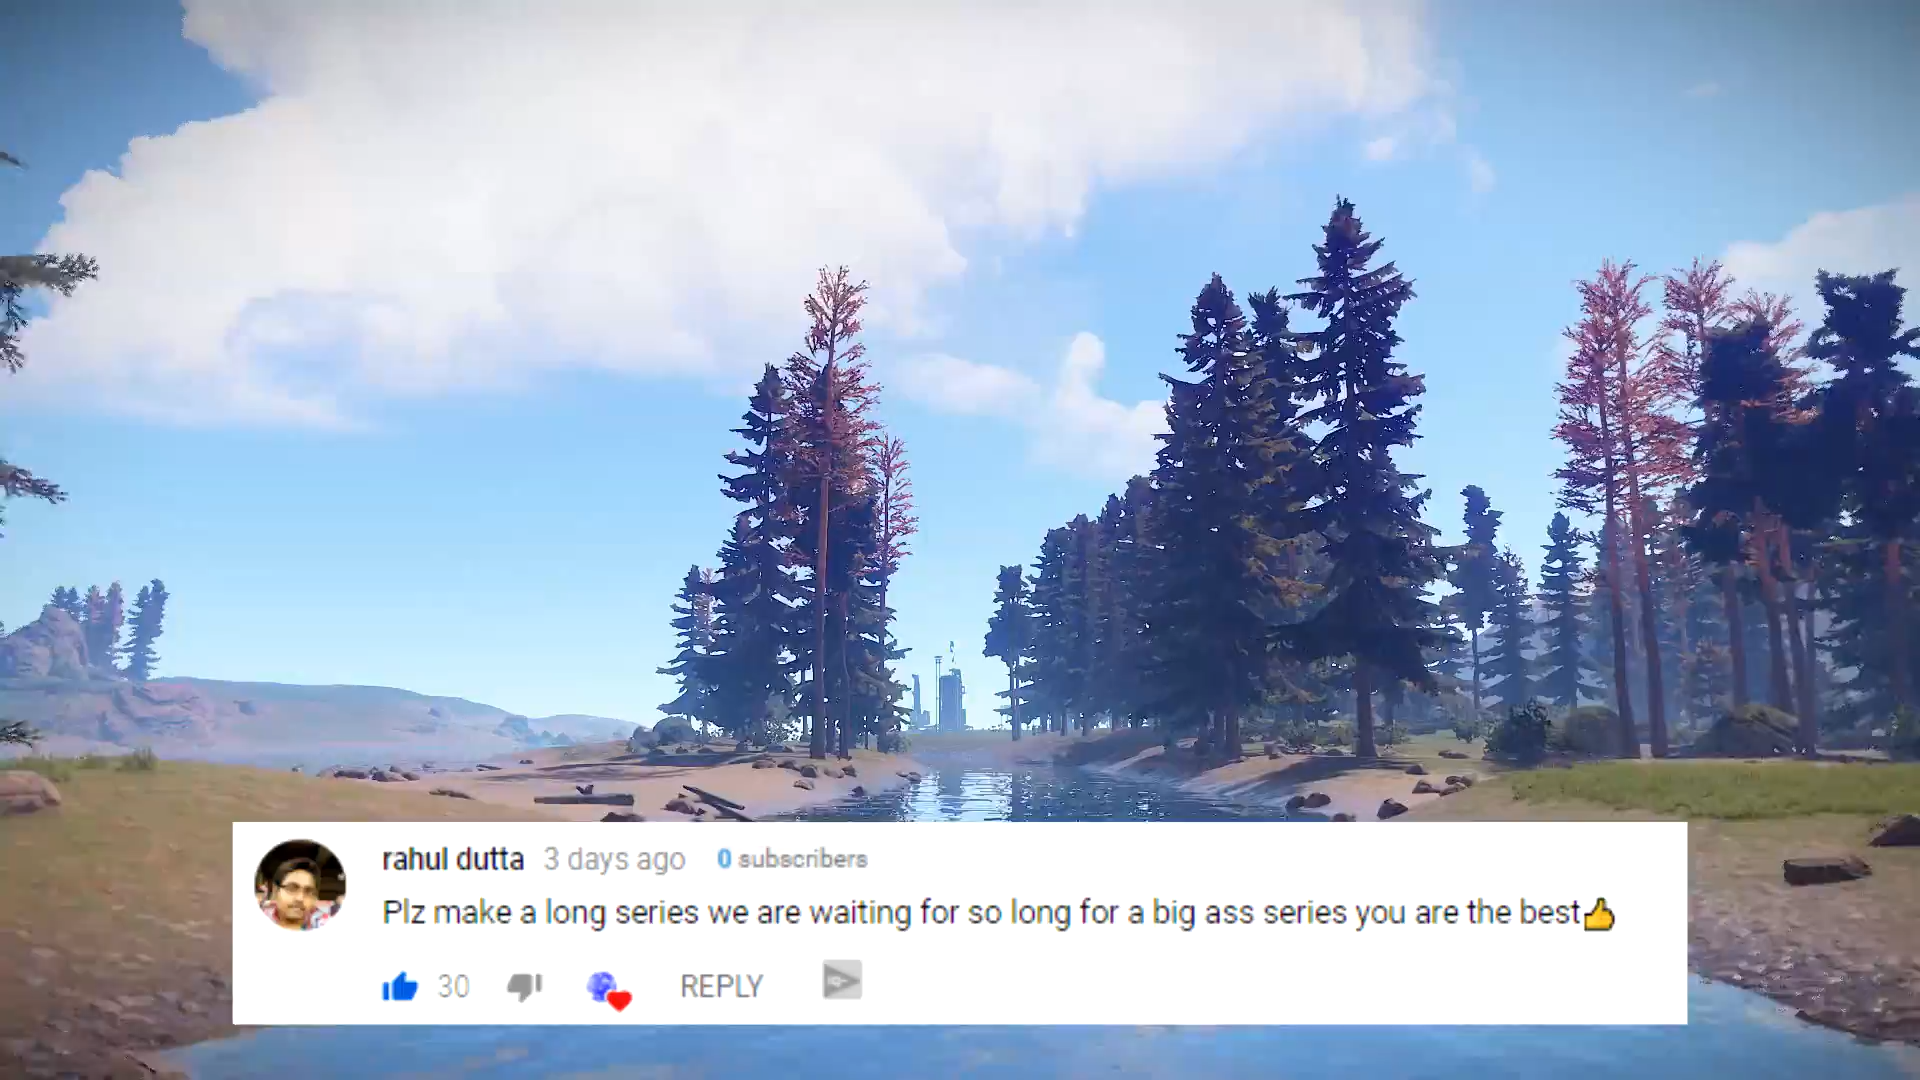 rahul dutta 3 days ago 0 subscribers
Plz make a long series we are waiting for so long for a big ass series you are the best👍
30 REPLY